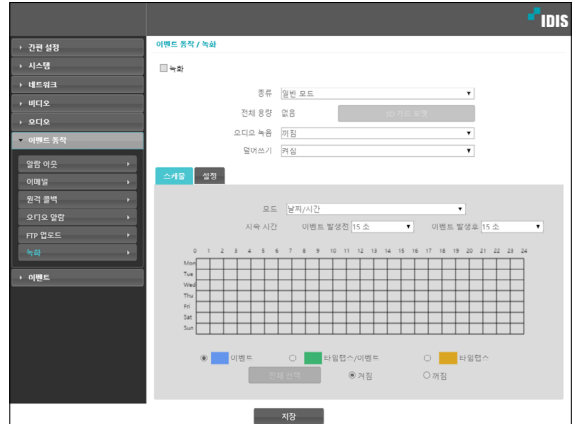 IDIS
간편 설정
시스템
네트워크
비디오
오디오
이벤트 동작
알람 아웃
이메일
원격 콜백
오디오 알람
FTP 업로드
녹화
이벤트
이벤트 동작 / 녹화
녹화
종류 일반 모드
전체 용량 없음 SD 카드 포맷
오디오 녹음 꺼짐
덮어쓰기 켜짐
스케줄 설정
모드 날짜/시간
지속 시간 이벤트 발생전 15 초 이벤트 발생후 15 초
0 1 2 3 4 5 6 7 8 9 10 11 12 13 14 15 16 17 18 19 20 21 22 23 24
Mon
Tue
Wed
Thu
Fri
Sat
Sun
이벤트 타임랩스/이벤트 타임랩스
전체 선택 켜짐 꺼짐
저장